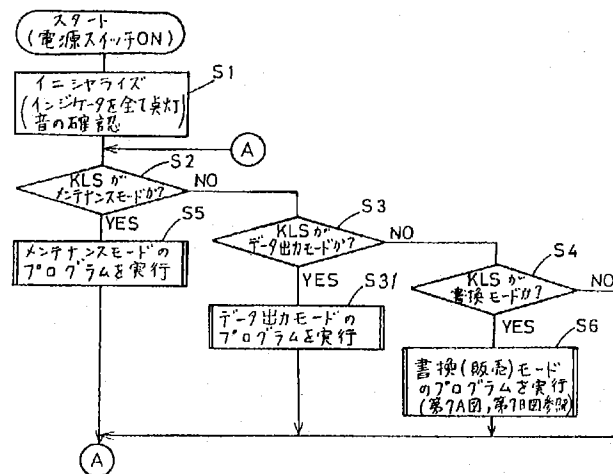 スタート
(電源スイッチON)
S1
イニシャライズ
(インジケータを全て点灯
音の確認)
A
S2
KLSが
メンテナンスモードか?
NO
YES
S5
メンテナンスモードの
プログラムを実行
S3
KLSが
データ出力モードか?
NO
YES
S31
データ出力モードの
プログラムを実行
S4
KLSが
書換モードか?
NO
YES
S6
書換(販売)モード
のプログラムを実行
(第7A図,第7B図参照)
A